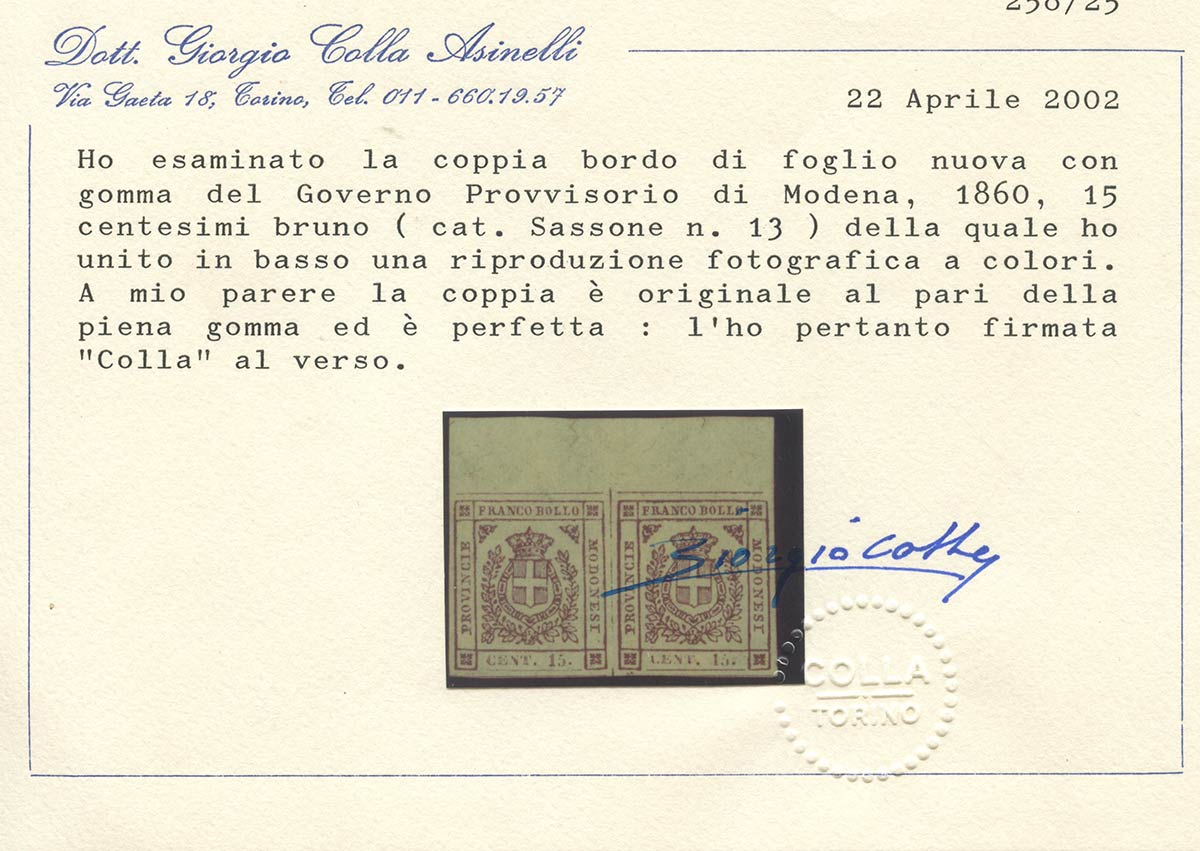 Dott. Giorgio Colla Asinelli
Via Gaeta 18, Torino, Tel. 011 - 660.19.57
22 Aprile 2002
Ho esaminato la coppia bordo di foglio nuova con
gomma del Governo Provvisorio di Modena, 1860, 15
centesimi bruno ( cat. Sassone n. 13 ) della quale ho
unito in basso una riproduzione fotografica a colori.
A mio parere la coppia è originale al pari della
piena gomma ed è perfetta : l'ho pertanto firmata
"Colla" al verso.
FRANCO BOLLO
PROVINCIE
MODONESI
CENT. 15.
FRANCO BOLLO
PROVINCIE
MODONESI
CENT. 15.
Giorgio Colla
COLLA
TORINO